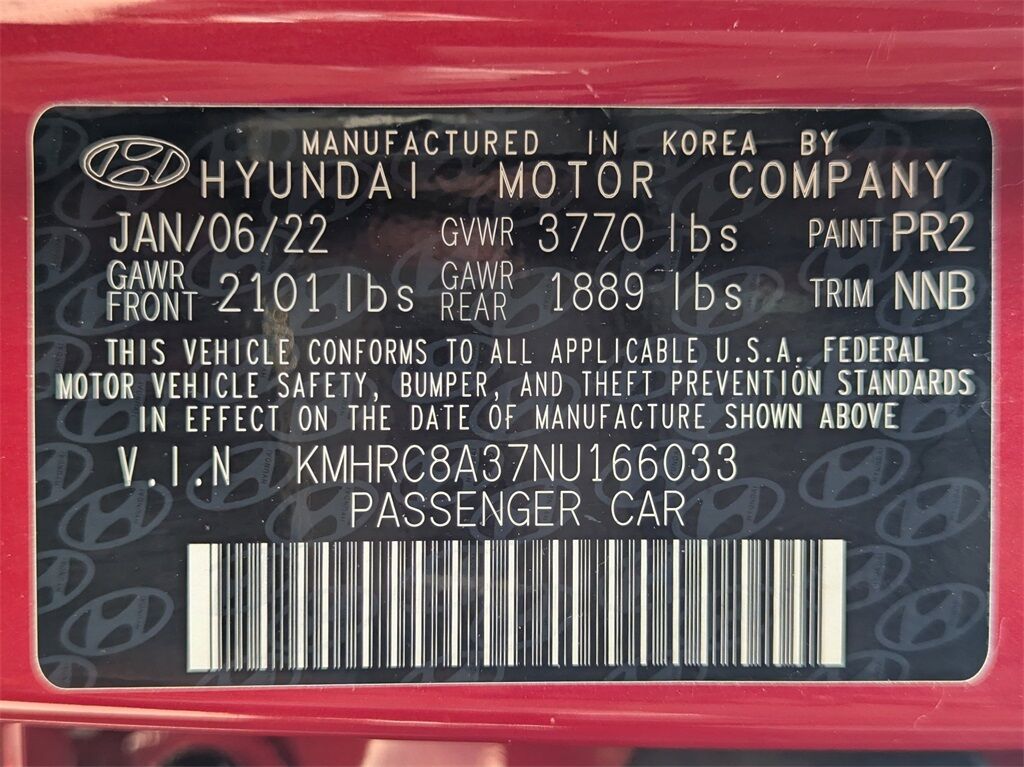 MANUFACTURED IN KOREA BY
HYUNDAI MOTOR COMPANY
JAN/06/22 GVWR 3770 lbs PAINT PR2
GAWR FRONT 2101 lbs GAWR REAR 1889 lbs TRIM NNB
THIS VEHICLE CONFORMS TO ALL APPLICABLE U.S.A. FEDERAL
MOTOR VEHICLE SAFETY, BUMPER, AND THEFT PREVENTION STANDARDS
IN EFFECT ON THE DATE OF MANUFACTURE SHOWN ABOVE
V.I.N KMHRC8A37NU166033
PASSENGER CAR